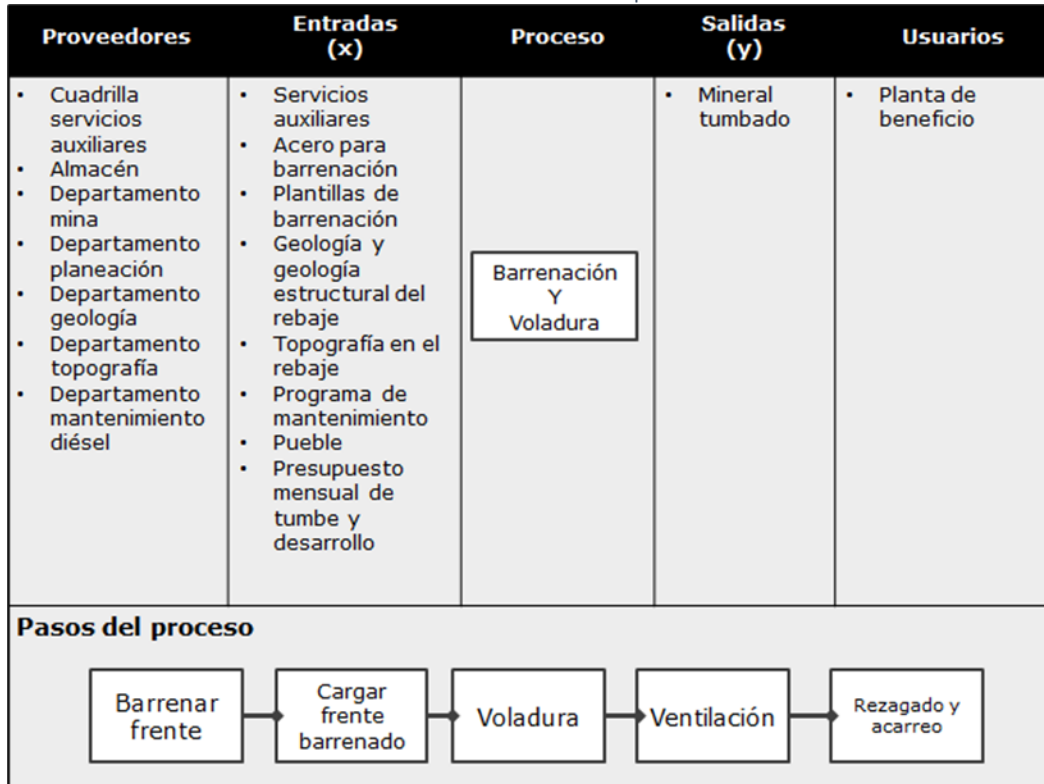 Proveedores
Entradas
(x)
Proceso
Salidas
(y)
Usuarios
• Cuadrilla
servicios
auxiliares
• Almacén
• Departamento
mina
• Departamento
planeación
• Departamento
geología
• Departamento
topografía
• Departamento
mantenimiento
diésel
• Servicios
auxiliares
• Acero para
barrenación
• Plantillas de
barrenación
• Geología y
geología
estructural del
rebaje
• Topografía en el
rebaje
• Programa de
mantenimiento
• Pueble
• Presupuesto
mensual de
tumbe y
desarrollo
Barrenación
Y
Voladura
• Mineral
tumbado
• Planta de
beneficio
Pasos del proceso
Barrenar
frente
Cargar
frente
barrenado
Voladura
Ventilación
Rezagado y
acarreo